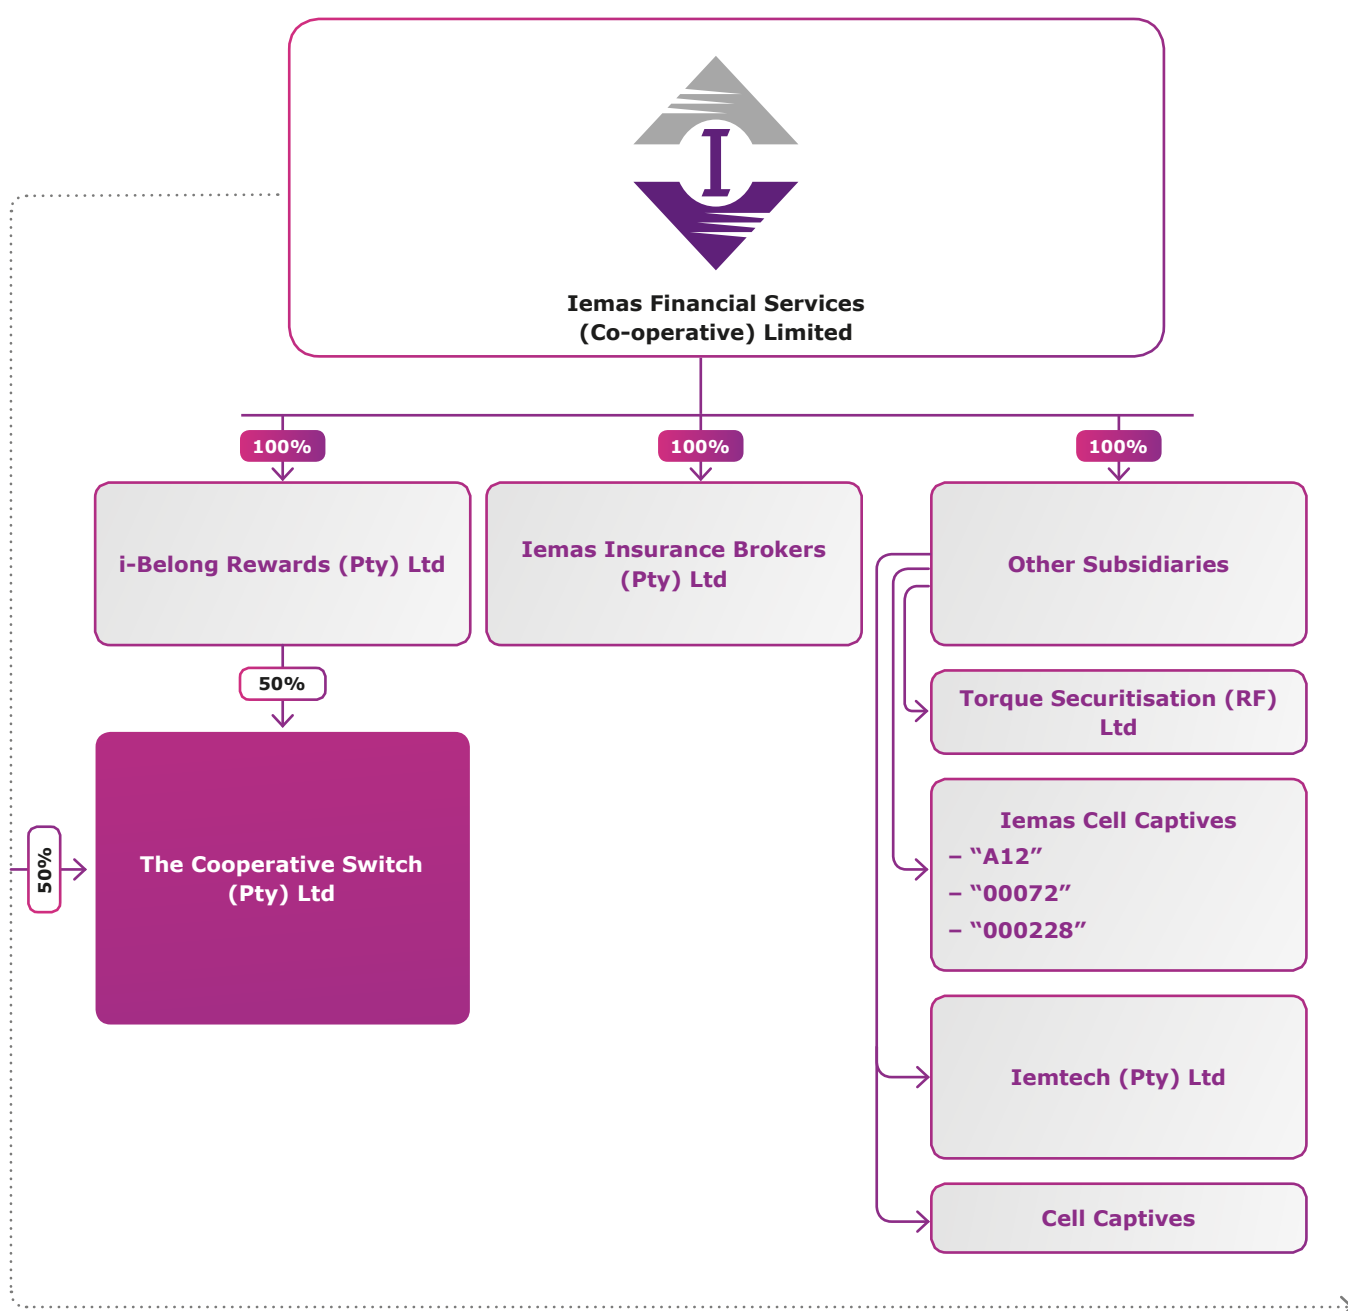 I
Iemas Financial Services
(Co-operative) Limited
100%
100%
100%
i-Belong Rewards (Pty) Ltd
Iemas Insurance Brokers
(Pty) Ltd
Other Subsidiaries
50%
Torque Securitisation (RF)
Ltd
The Cooperative Switch
(Pty) Ltd
50%
Iemas Cell Captives
– “A12”
– “00072”
– “000228”
Iemtech (Pty) Ltd
Cell Captives